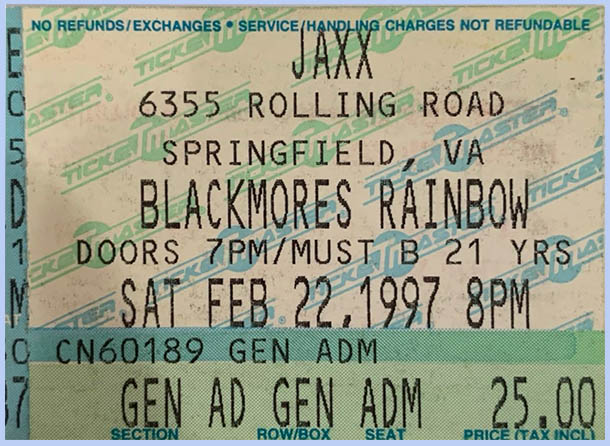 NO REFUNDS/EXCHANGES • SERVICE/HANDLING CHARGES NOT REFUNDABLE
JAXX
6355 ROLLING ROAD
SPRINGFIELD, VA
BLACKMORES RAINBOW
DOORS 7PM/MUST B 21 YRS
SAT FEB 22,1997 8PM
CN60189 GEN ADM
GEN AD GEN ADM 25.00
SECTION ROW/BOX SEAT PRICE (TAX INCL)